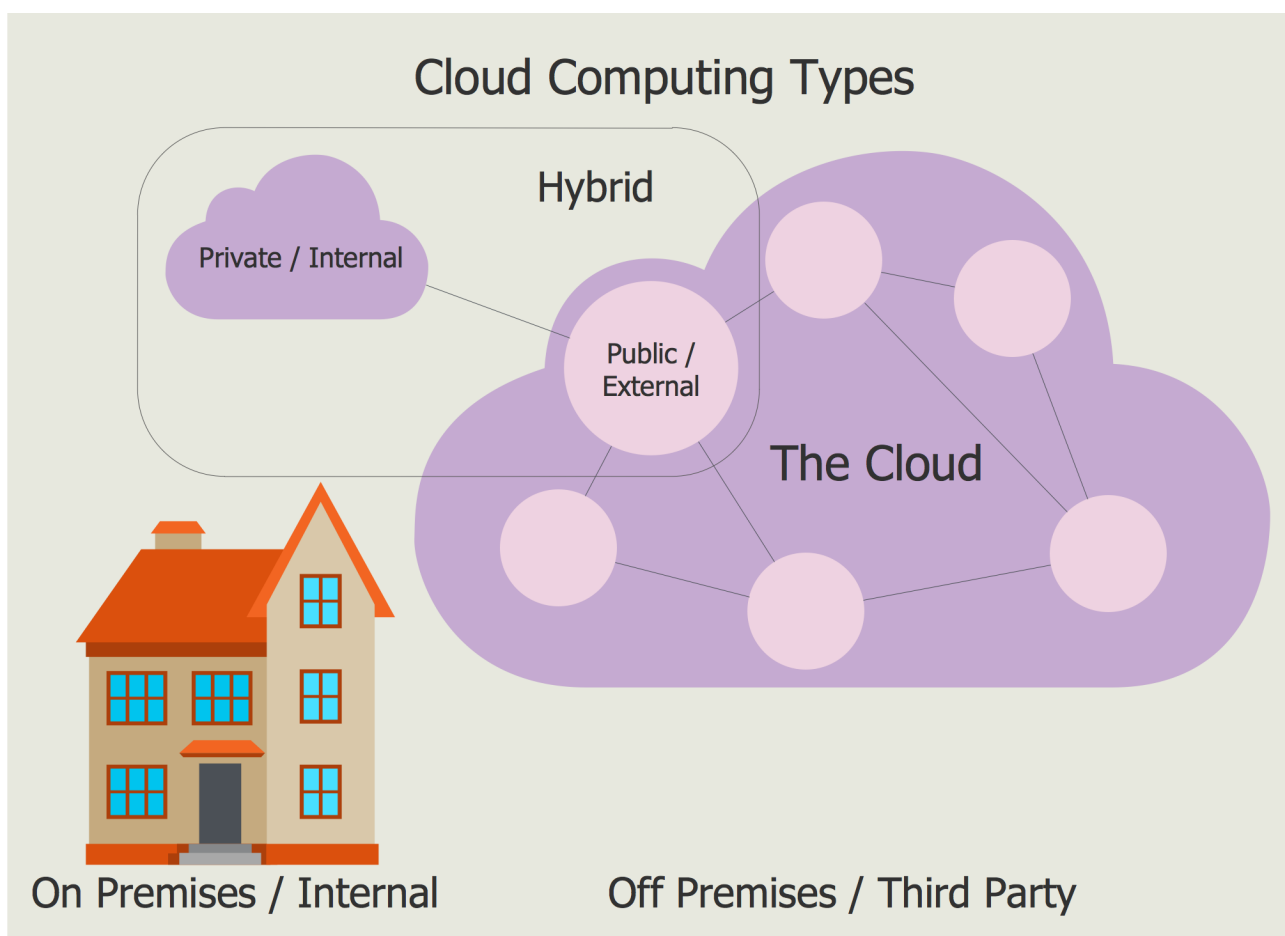 Cloud Computing Types
Hybrid
Private / Internal
Public /
External
The Cloud
On Premises / Internal
Off Premises / Third Party